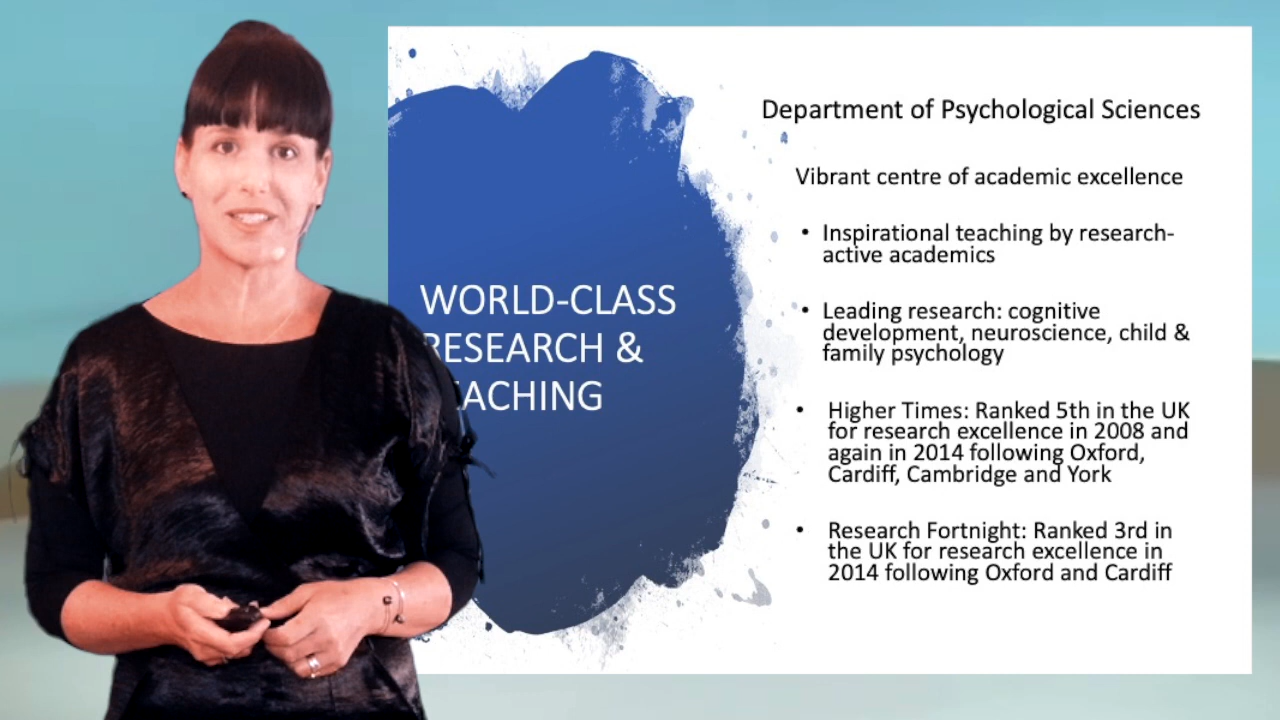 WORLD-CLASS
RESEARCH &
TEACHING
Department of Psychological Sciences
Vibrant centre of academic excellence
• Inspirational teaching by research-
active academics
• Leading research: cognitive
development, neuroscience, child &
family psychology
• Higher Times: Ranked 5th in the UK
for research excellence in 2008 and
again in 2014 following Oxford,
Cardiff, Cambridge and York
• Research Fortnight: Ranked 3rd in
the UK for research excellence in
2014 following Oxford and Cardiff